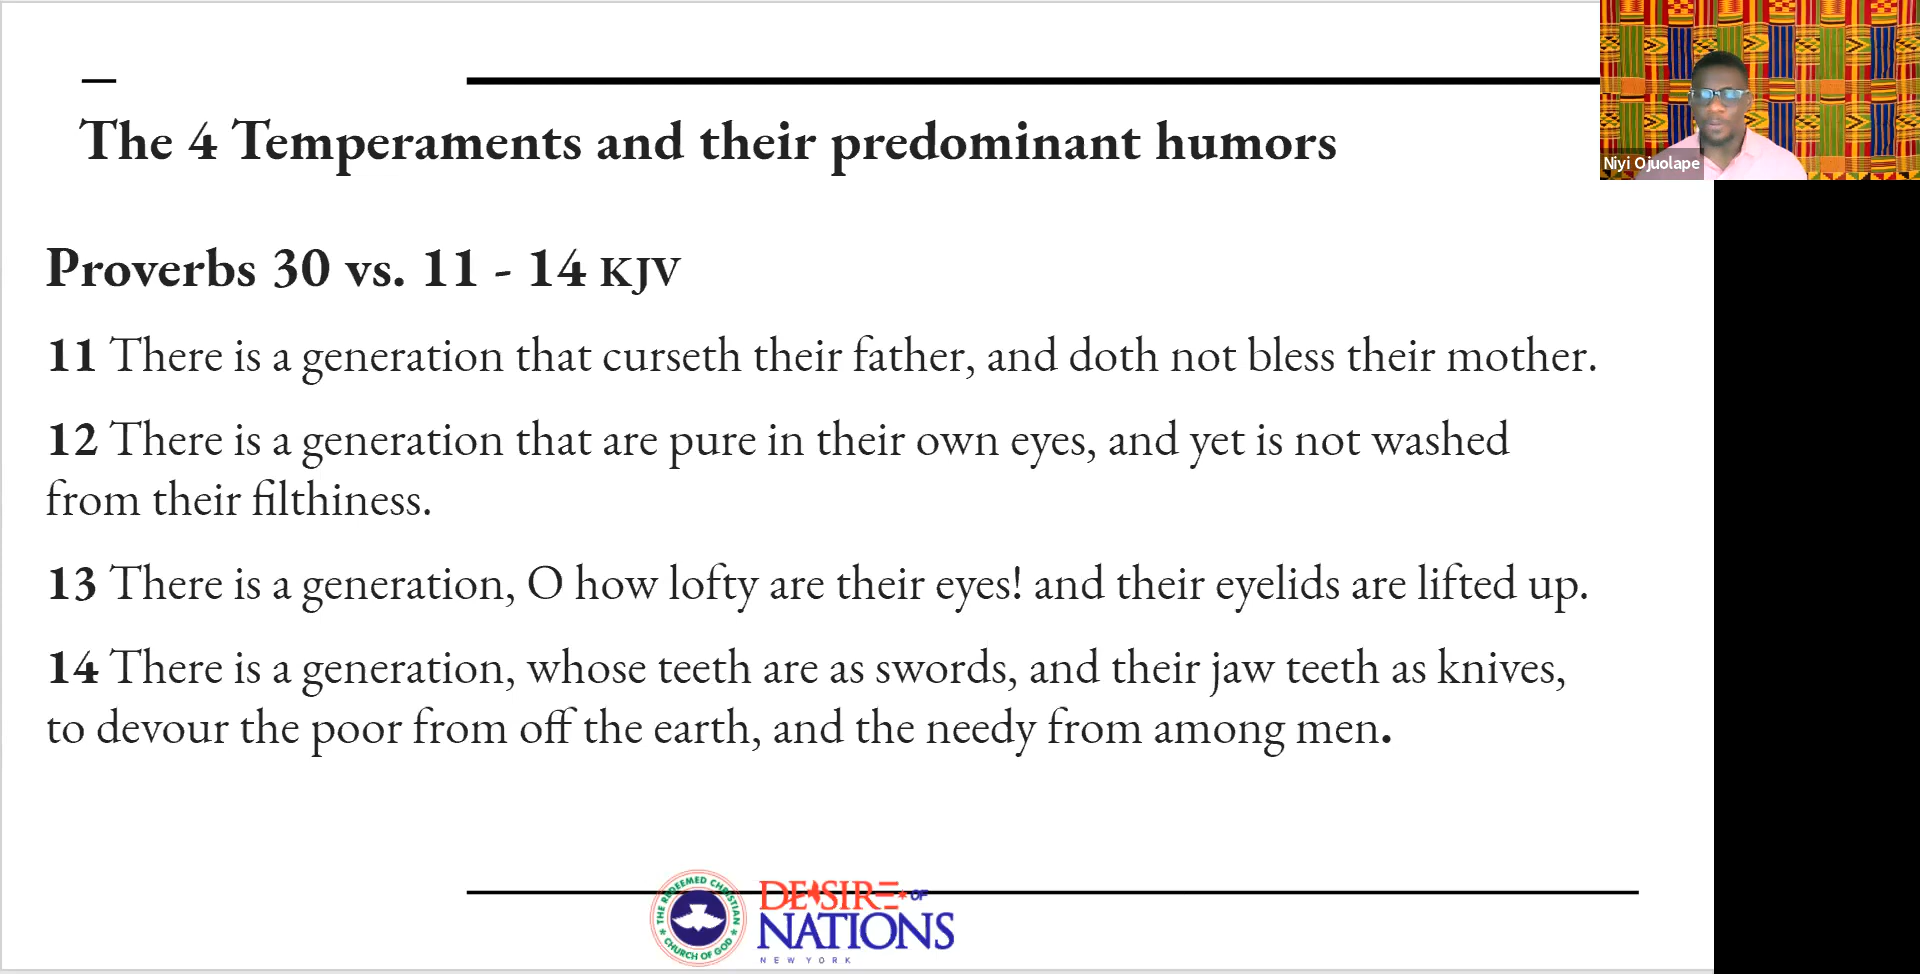 The 4 Temperaments and their predominant humors
Niyi Ojuolape
Proverbs 30 vs. 11 - 14 KJV
11 There is a generation that curseth their father, and doth not bless their mother.
12 There is a generation that are pure in their own eyes, and yet is not washed
from their filthiness.
13 There is a generation, O how lofty are their eyes! and their eyelids are lifted up.
14 There is a generation, whose teeth are as swords, and their jaw teeth as knives,
to devour the poor from off the earth, and the needy from among men.
THE REDEEMED CHRISTIAN
CHURCH OF GOD
DESIRE OF
NATIONS
NEW YORK